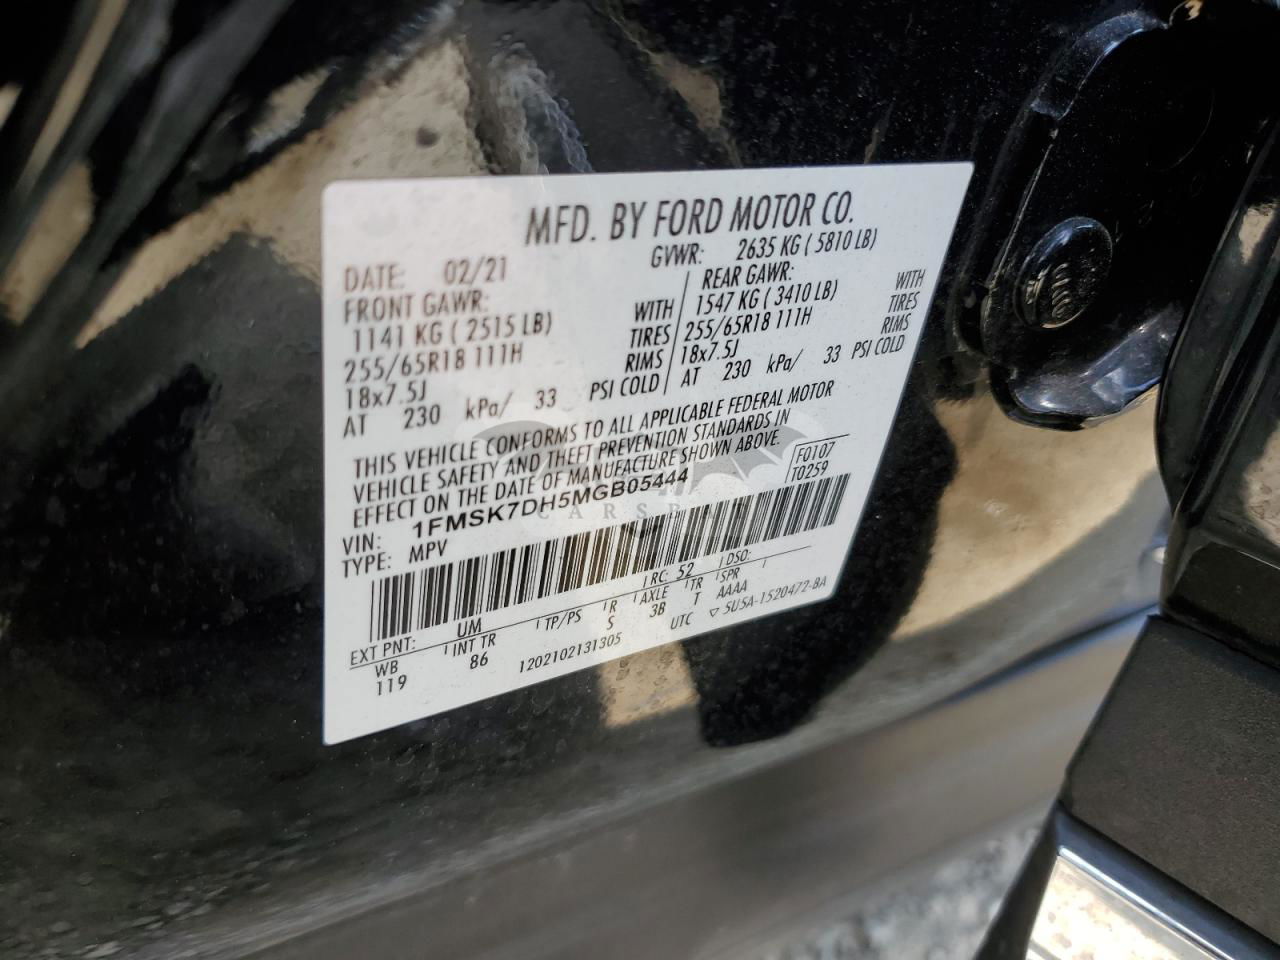 MFD. BY FORD MOTOR CO.
DATE: 02/21
GVWR: 2635 KG ( 5810 LB)
FRONT GAWR:
1141 KG ( 2515 LB)
WITH
255/65R18 111H
TIRES
18x7.5J
RIMS
AT 230 kPa/ 33 PSI COLD
REAR GAWR:
1547 KG ( 3410 LB)
WITH
255/65R18 111H
TIRES
18x7.5J
RIMS
AT 230 kPa/ 33 PSI COLD
THIS VEHICLE CONFORMS TO ALL APPLICABLE FEDERAL MOTOR
VEHICLE SAFETY AND THEFT PREVENTION STANDARDS IN
EFFECT ON THE DATE OF MANUFACTURE SHOWN ABOVE.
VIN: 1FMSK7DH5MGB05444
F0107
TYPE: MPV
T0259
EXT PNT: UM
RC: 52
DSO:
WB
INT TR
TP/PS
R
AXLE
TR
SPR
119
86
S
3B
T
AAAA
1202102131305
UTC
5U5A-1520472-BA